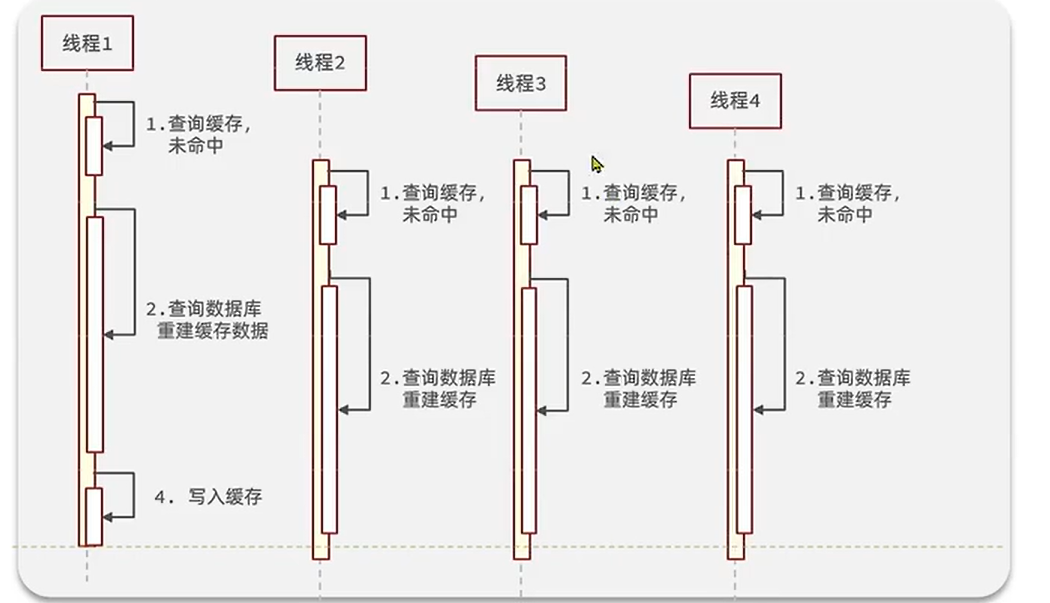 线程1
1.查询缓存,
未命中
2.查询数据库
重建缓存数据
4. 写入缓存
线程2
1.查询缓存,
未命中
2.查询数据库
重建缓存
线程3
1.查询缓存,
未命中
2.查询数据库
重建缓存
线程4
1.查询缓存,
未命中
2.查询数据库
重建缓存